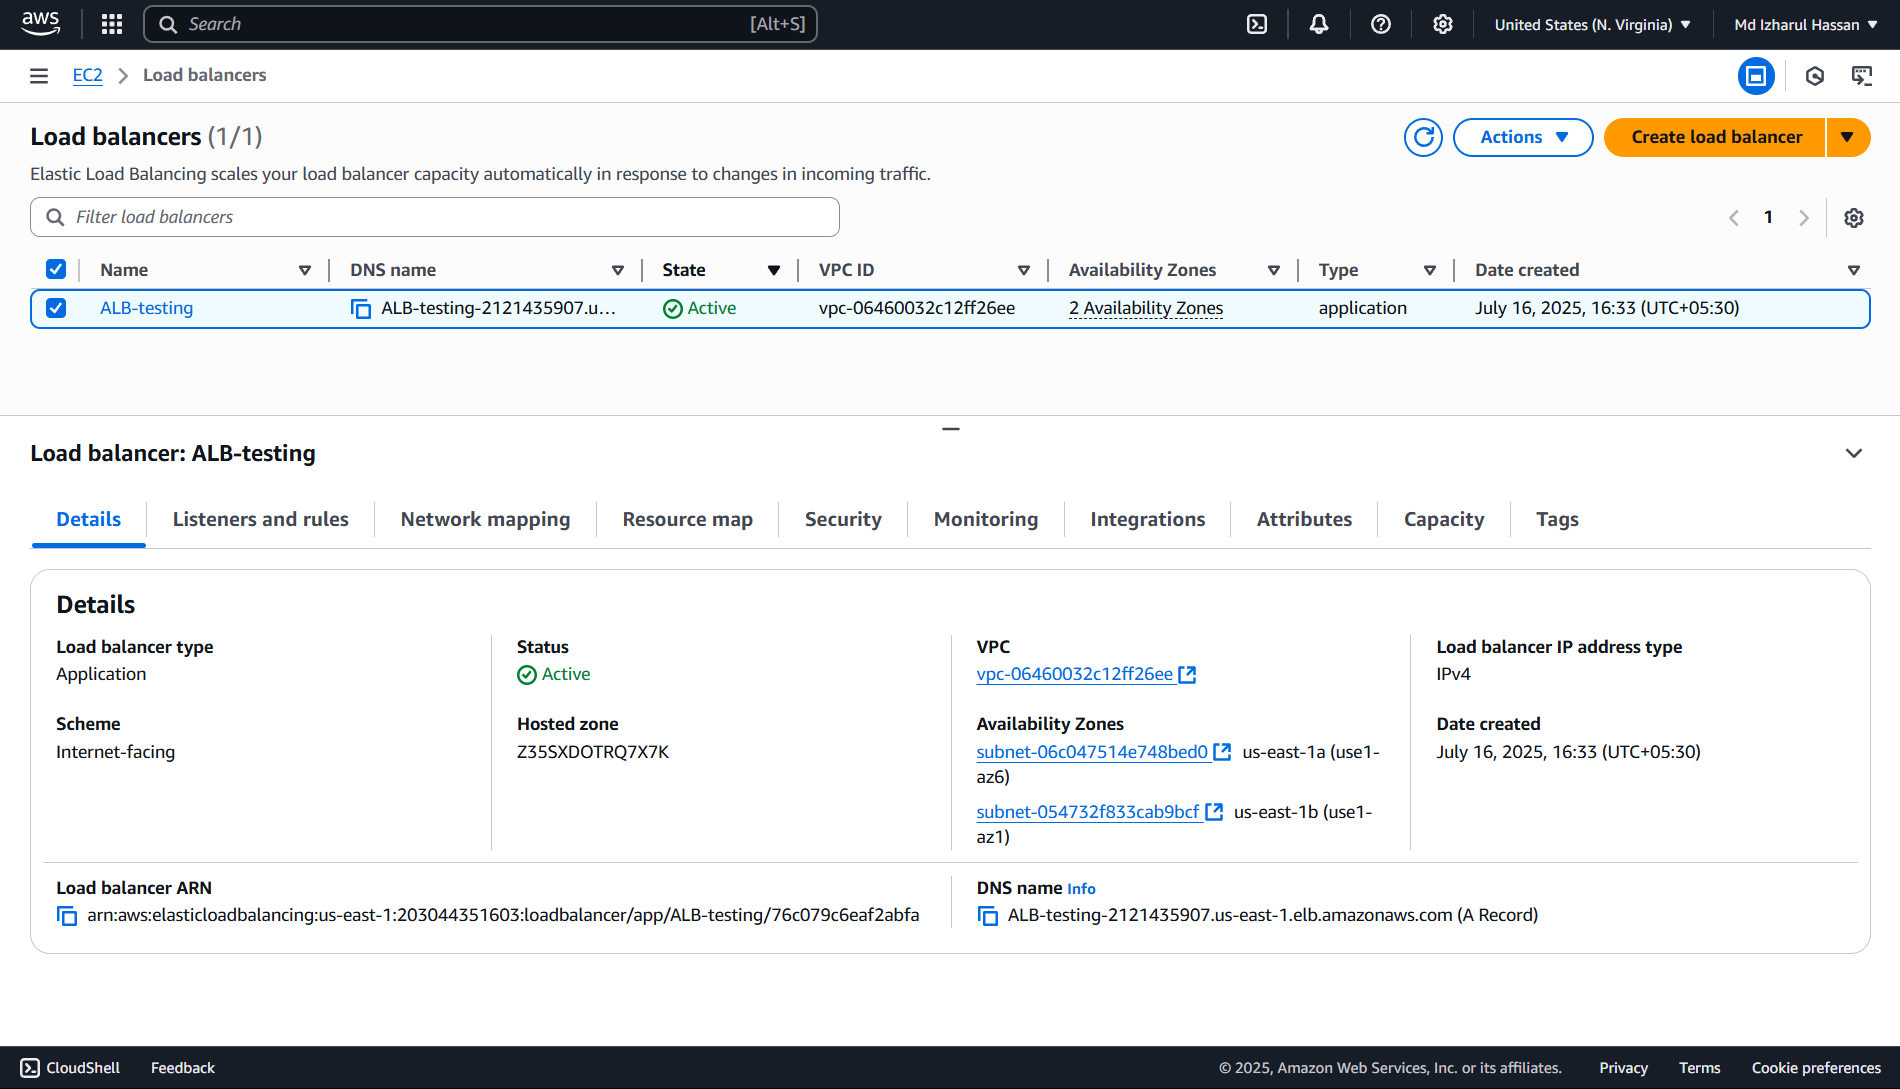 aws
Search [Alt+S]
United States (N. Virginia) Md Izharul Hassan
EC2 Load balancers
Load balancers (1/1)
Actions Create load balancer
Elastic Load Balancing scales your load balancer capacity automatically in response to changes in incoming traffic.
Filter load balancers
1
Name DNS name State VPC ID Availability Zones Type Date created
ALB-testing ALB-testing-2121435907.u... Active vpc-06460032c12ff26ee 2 Availability Zones application July 16, 2025, 16:33 (UTC+05:30)
Load balancer: ALB-testing
Details Listeners and rules Network mapping Resource map Security Monitoring Integrations Attributes Capacity Tags
Details
Load balancer type
Application
Scheme
Internet-facing
Status
Active
Hosted zone
Z35SXDOTRQ7X7K
VPC
vpc-06460032c12ff26ee
Availability Zones
subnet-06c047514e748bed0 us-east-1a (use1-
az6)
subnet-054732f833cab9bcf us-east-1b (use1-
az1)
Load balancer IP address type
IPv4
Date created
July 16, 2025, 16:33 (UTC+05:30)
Load balancer ARN
arn:aws:elasticloadbalancing:us-east-1:203044351603:loadbalancer/app/ALB-testing/76c079c6eaf2abfa
DNS name Info
ALB-testing-2121435907.us-east-1.elb.amazonaws.com (A Record)
CloudShell Feedback © 2025, Amazon Web Services, Inc. or its affiliates. Privacy Terms Cookie preferences